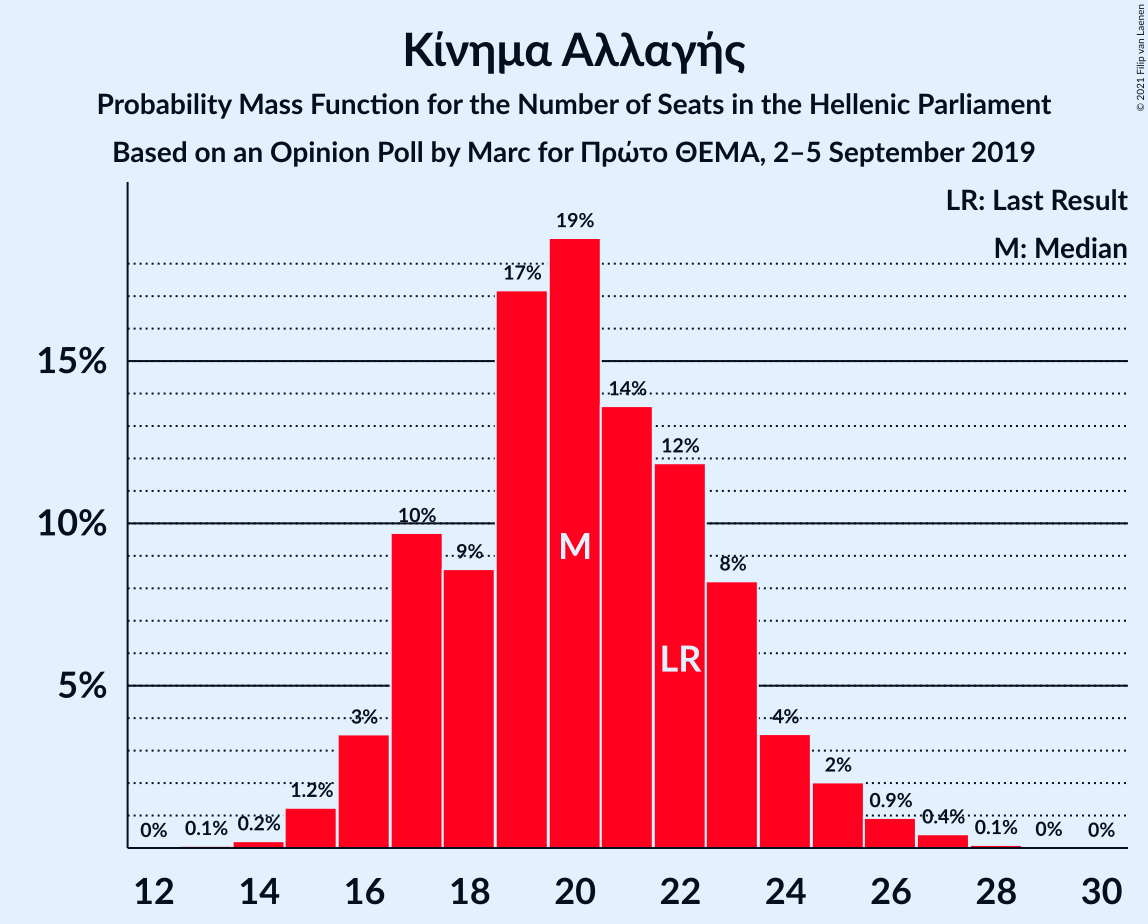 Κίνημα Αλλαγής
Probability Mass Function for the Number of Seats in the Hellenic Parliament
Based on an Opinion Poll by Marc for Πρώτο ΘΕΜΑ, 2–5 September 2019
© 2021 Filip van Laenen
LR: Last Result
M: Median
15%
10%
5%
0%
0.1%
0.2%
1.2%
3%
10%
9%
17%
19%
14%
12%
8%
4%
2%
0.9%
0.4%
0.1%
0%
0%
M
LR
12 14 16 18 20 22 24 26 28 30